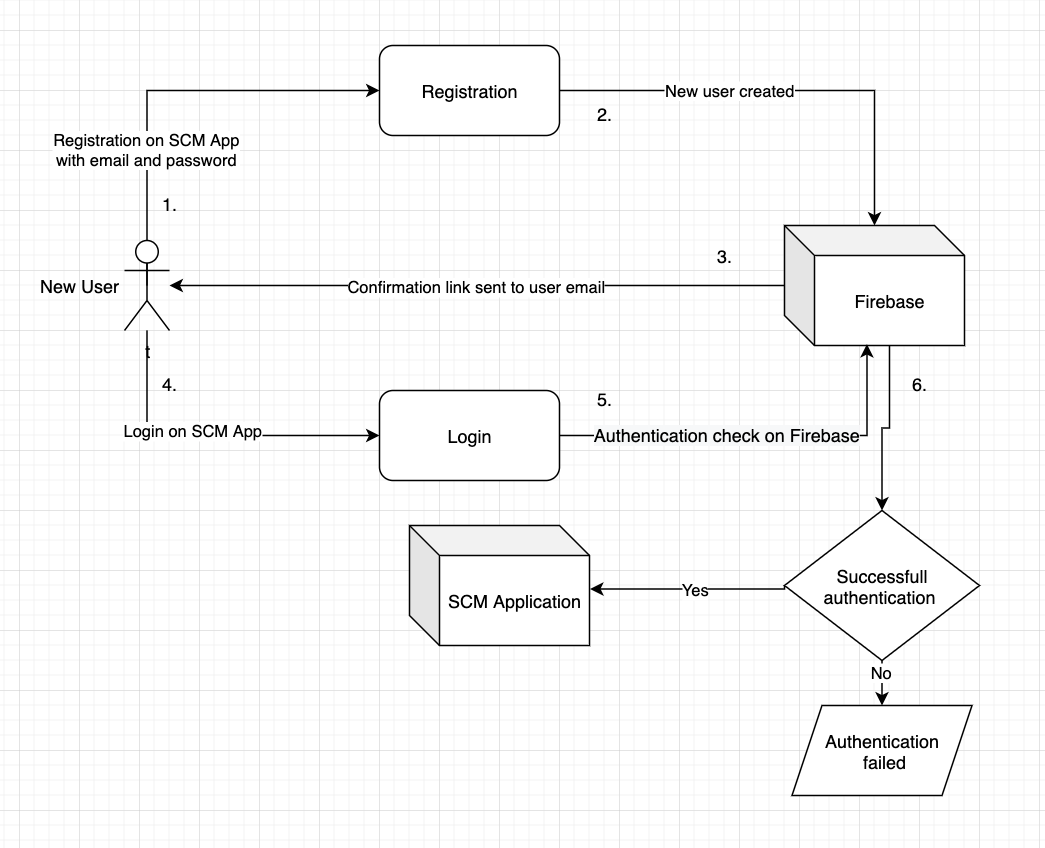 Registration
New user created
2.
Registration on SCM App
with email and password
1.
3.
New User
Confirmation link sent to user email
Firebase
t
4.
6.
5.
Login on SCM App
Login
Authentication check on Firebase
Successfull
authentication
Yes
SCM Application
No
Authentication
failed